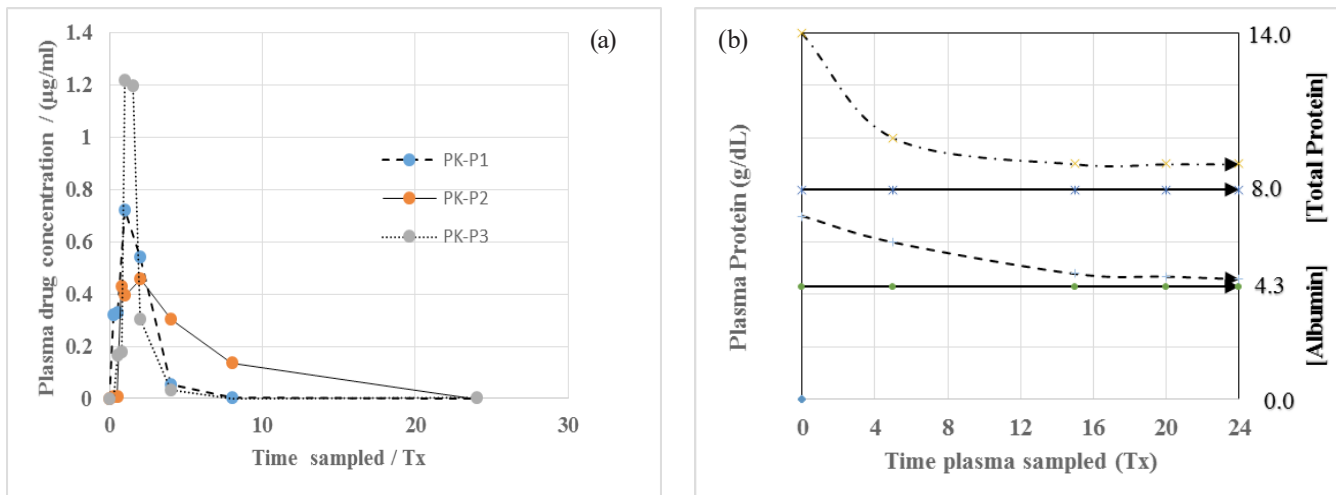 (a)
Plasma drug concentration / (µg/ml)
1.4
1.2
1
0.8
0.6
0.4
0.2
0
PK-P1
PK-P2
PK-P3
0 10 20 30
Time sampled / Tx
(b)
Plasma Protein (g/dL)
14.0
8.0
4.3
0.0
[Total Protein]
[Albumin]
0 4 8 12 16 20 24
Time plasma sampled (Tx)